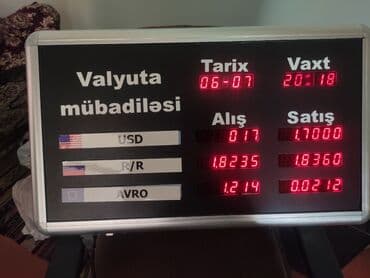 Valyuta mübadiləsi
Tarix Vaxt
06-07 20:18
Alış Satış
USD 0.17 1.7000
R/R 1.8235 1.8360
AVRO 1.214 0.0212